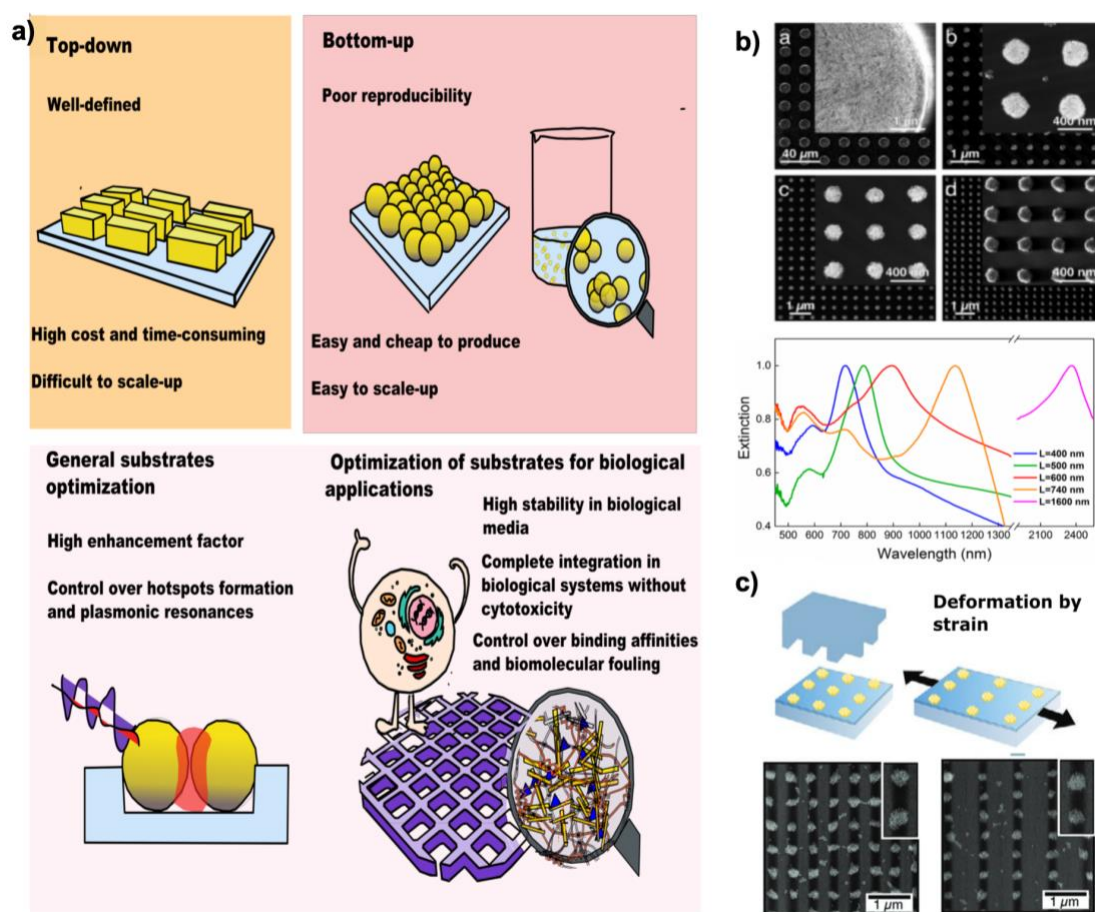 a)
Top-down
Well-defined
High cost and time-consuming
Difficult to scale-up
Bottom-up
Poor reproducibility
Easy and cheap to produce
Easy to scale-up
General substrates
optimization
High enhancement factor
Control over hotspots formation
and plasmonic resonances
Optimization of substrates for biological
applications
High stability in biological
media
Complete integration in
biological systems without
cytotoxicity
Control over binding affinities
and biomolecular fouling
b)
a
1 µm
40 µm
b
400 nm
1 µm
c
400 nm
1 µm
d
400 nm
1 µm
Extinction
1.0
0.8
0.6
0.4
L=400 nm
L=500 nm
L=600 nm
L=740 nm
L=1600 nm
500 600 700 800 900 1000 1100 1200 1300 2100 2400
Wavelength (nm)
c)
Deformation by
strain
1 µm
1 µm